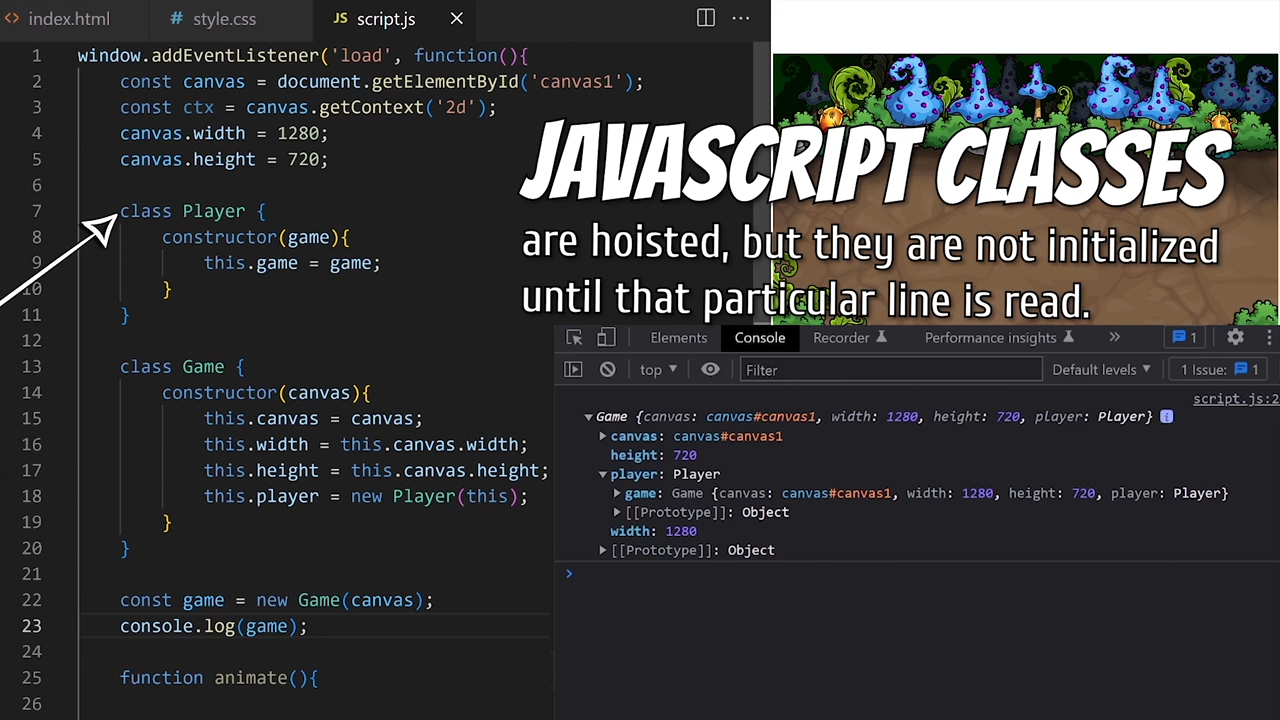 index.html
# style.css
JS script.js
1 window.addEventListener('load', function(){
2 const canvas = document.getElementById('canvas1');
3 const ctx = canvas.getContext('2d');
4 canvas.width = 1280;
5 canvas.height = 720;
6
7 class Player {
8 constructor(game){
9 this.game = game;
10 }
11 }
12
13 class Game {
14 constructor(canvas){
15 this.canvas = canvas;
16 this.width = this.canvas.width;
17 this.height = this.canvas.height;
18 this.player = new Player(this);
19 }
20 }
21
22 const game = new Game(canvas);
23 console.log(game);
24
25 function animate(){
26
JAVASCRIPT CLASSES
are hoisted, but they are not initialized
until that particular line is read.
Elements Console Recorder Performance insights 1
top Filter Default levels 1 Issue: 1
script.js:2
Game {canvas: canvas#canvas1, width: 1280, height: 720, player: Player} i
canvas: canvas#canvas1
height: 720
player: Player
game: Game {canvas: canvas#canvas1, width: 1280, height: 720, player: Player}
[[Prototype]]: Object
width: 1280
[[Prototype]]: Object